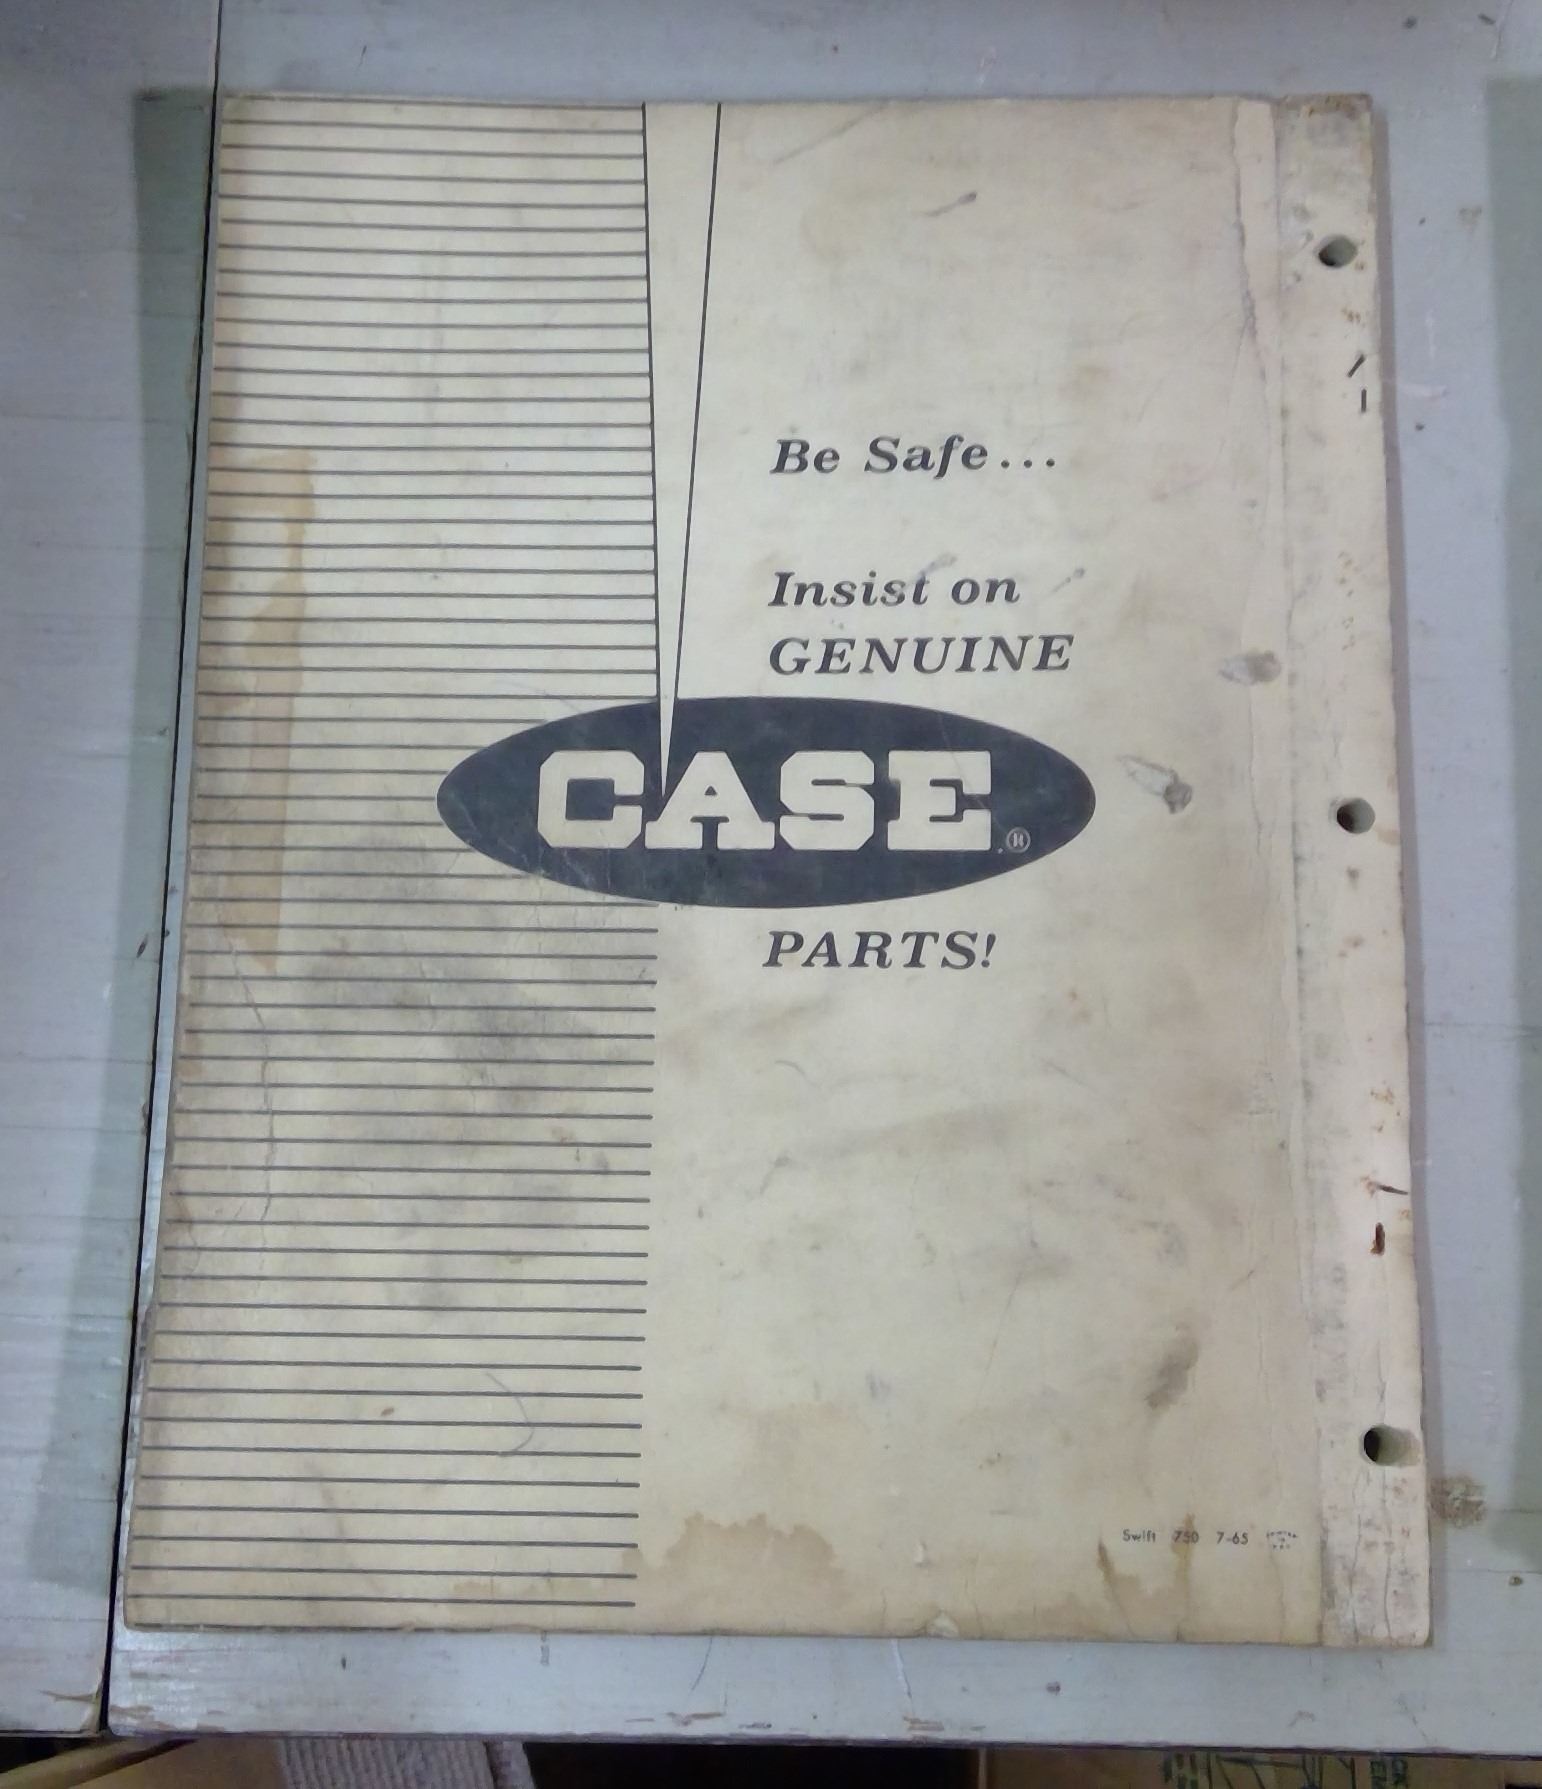 Be Safe...
Insist on
GENUINE
CASE ®
PARTS!
Swift 750 7-65